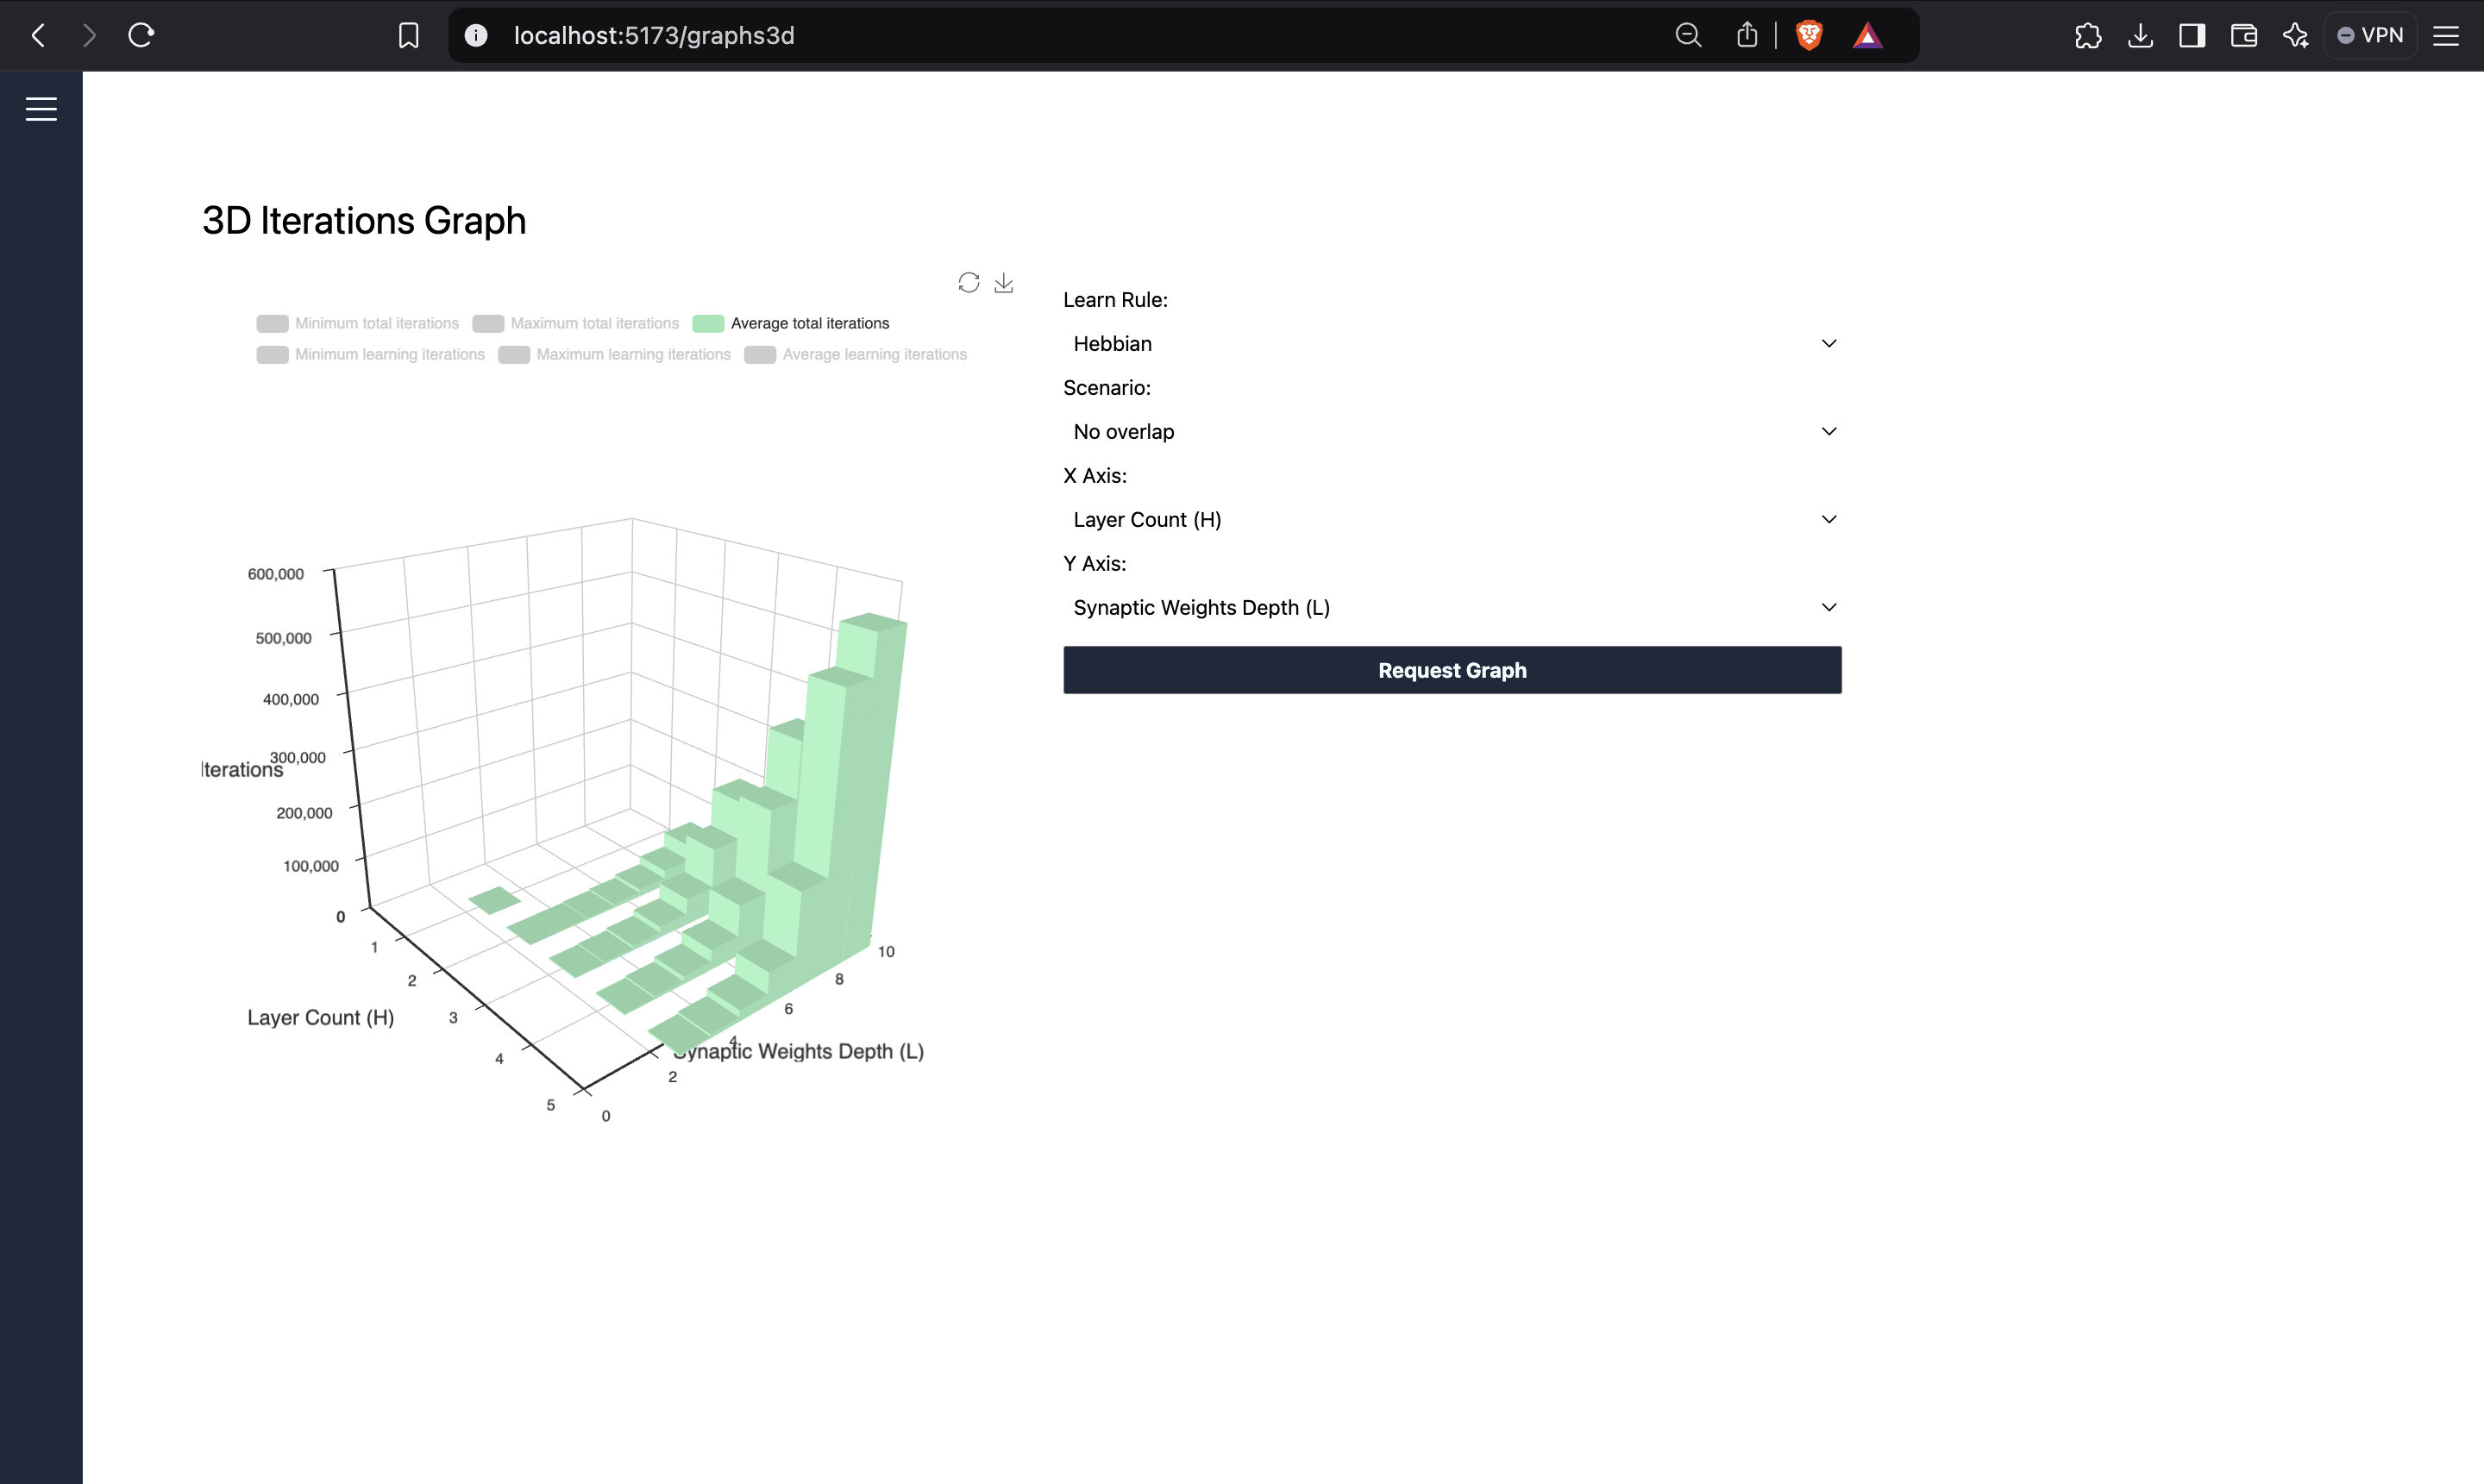 localhost:5173/graphs3d
VPN
3D Iterations Graph
Minimum total iterations Maximum total iterations Average total iterations
Minimum learning iterations Maximum learning iterations Average learning iterations
Learn Rule:
Hebbian
Scenario:
No overlap
X Axis:
Layer Count (H)
Y Axis:
Synaptic Weights Depth (L)
Request Graph
600,000
500,000
400,000
300,000
Iterations
200,000
100,000
0
1
2
3
4
5
Layer Count (H)
10
8
6
4
2
0
Synaptic Weights Depth (L)